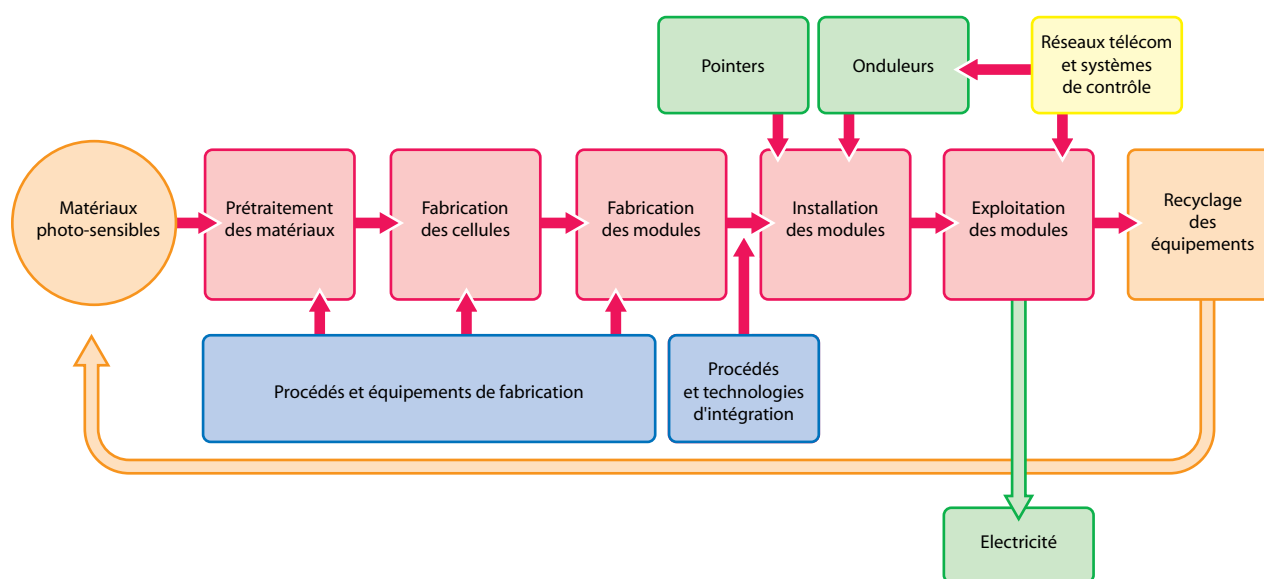 Pointers
Onduleurs
Réseaux télécom
et systèmes
de contrôle
Matériaux
photo-sensibles
Prétraitement
des matériaux
Fabrication
des cellules
Fabrication
des modules
Installation
des modules
Exploitation
des modules
Recyclage
des
équipements
Procédés et équipements de fabrication
Procédés
et technologies
d'intégration
Electricité